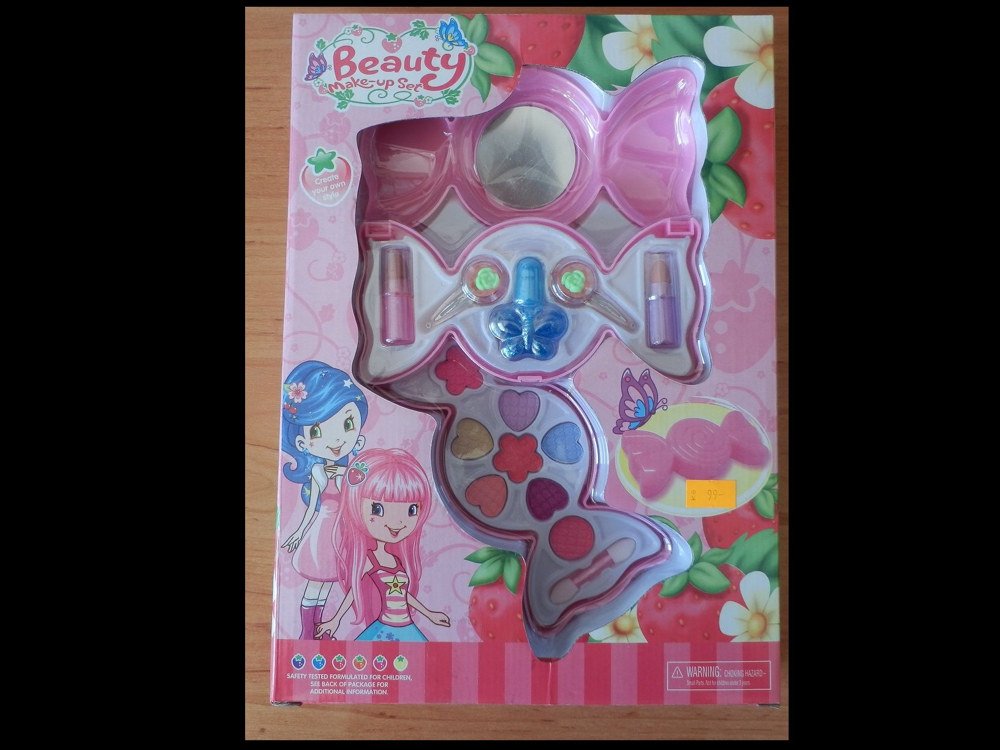 Beauty
Make-up Set
Create
your own
style
Kč 99-
SAFETY TESTED FORMULATED FOR CHILDREN,
SEE BACK OF PACKAGE FOR
ADDITIONAL INFORMATION.
WARNING: CHOKING HAZARD –
Small Parts. Not for children under 3 years.